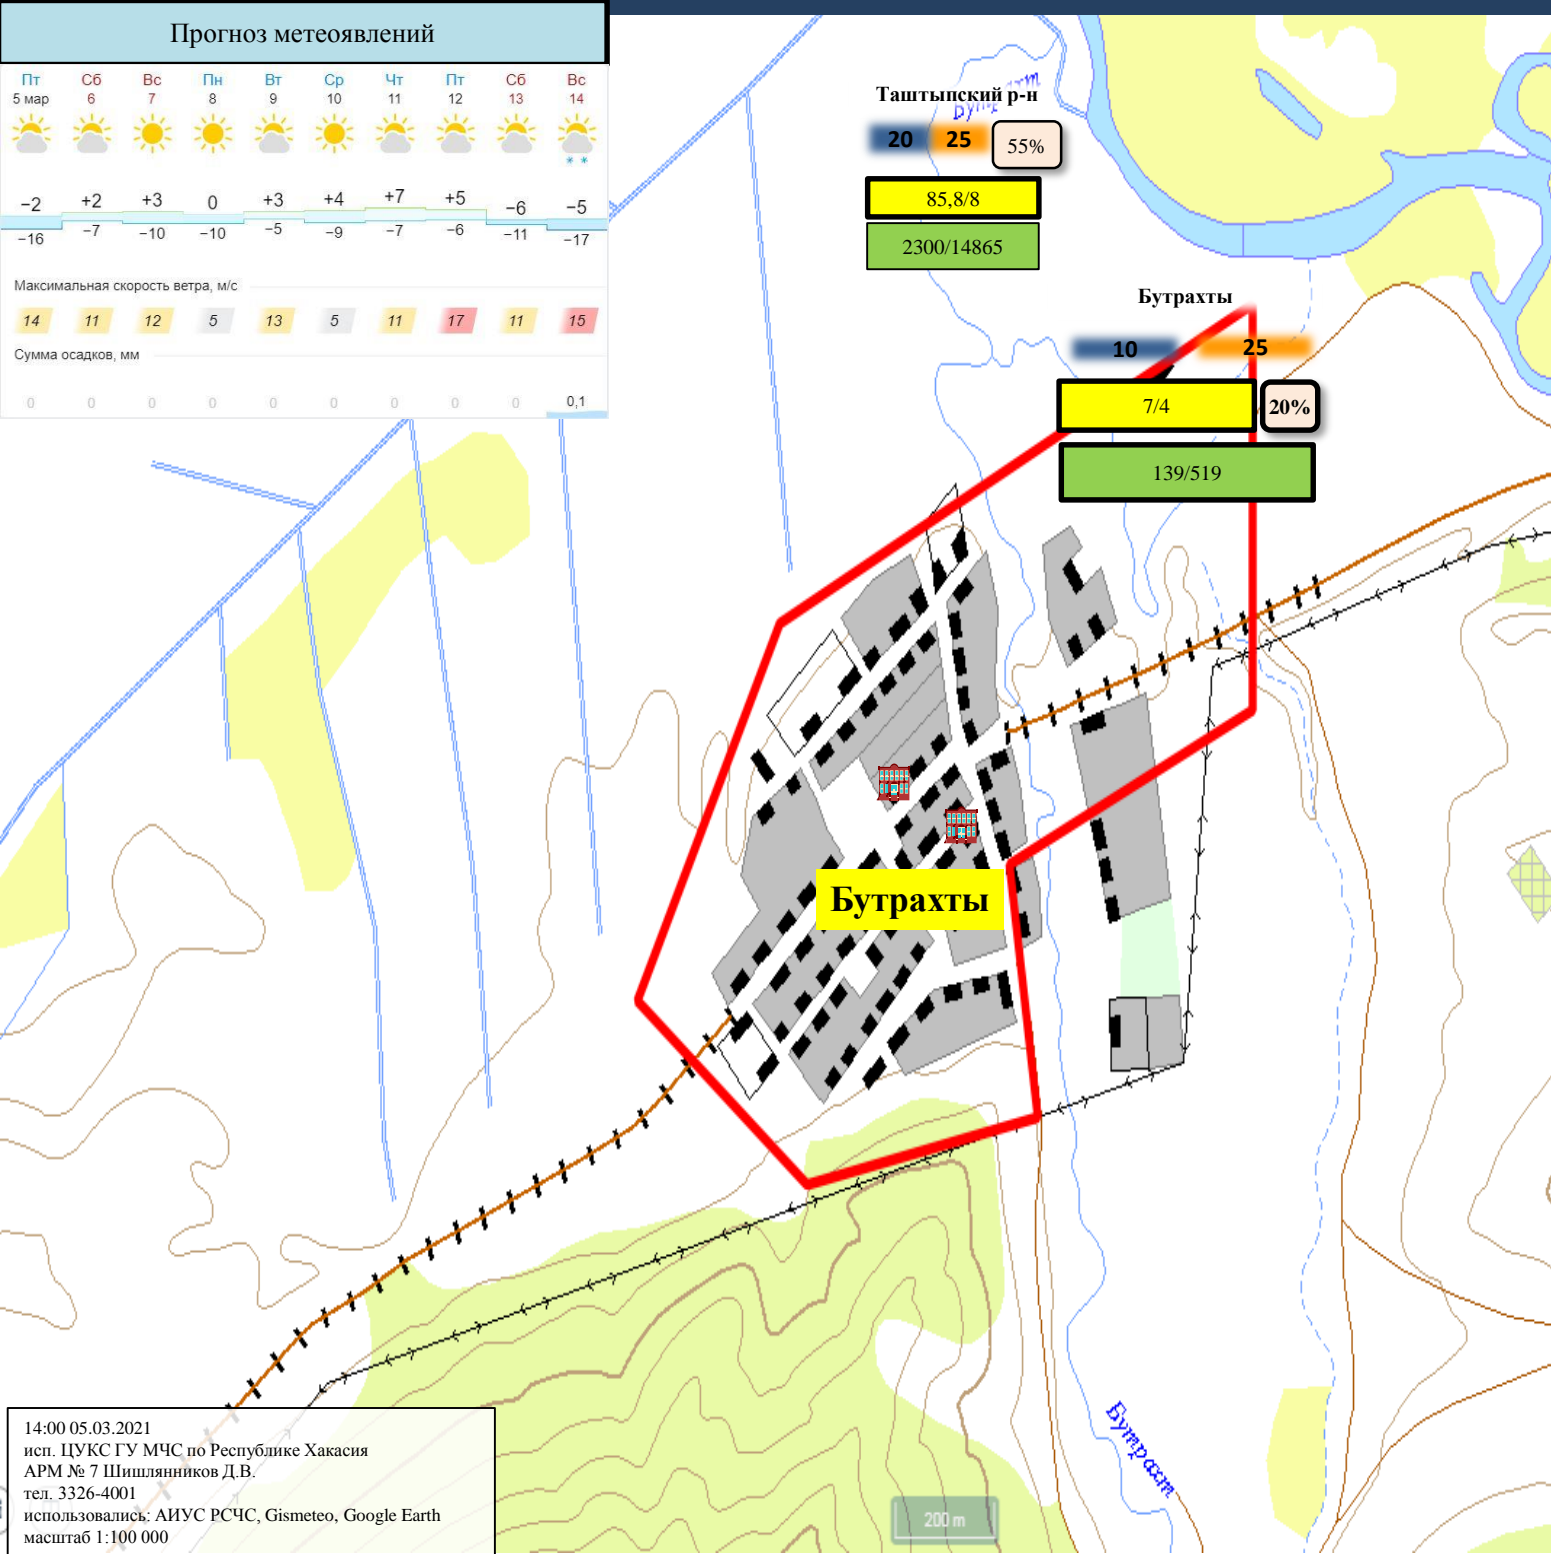 Прогноз метеоявлений
Пт Сб Вс Пн Вт Ср Чт Пт Сб Вс
5 мар 6 7 8 9 10 11 12 13 14
−2 +2 +3 0 +3 +4 +7 +5 −6 −5
−16 −7 −10 −10 −5 −9 −7 −6 −11 −17
Максимальная скорость ветра, м/с
14 11 12 5 13 5 11 17 11 15
Сумма осадков, мм
0 0 0 0 0 0 0 0 0 0,1
Таштыпский р-н
20 25 55%
85,8/8
2300/14865
Бутрахты
10 25
7/4 20%
139/519
Бутрахты
Бутрахт
14:00 05.03.2021
исп. ЦУКС ГУ МЧС по Республике Хакасия
АРМ № 7 Шишлянников Д.В.
тел. 3326-4001
использовались: АИУС РСЧС, Gismeteo, Google Earth
масштаб 1:100 000
200 m